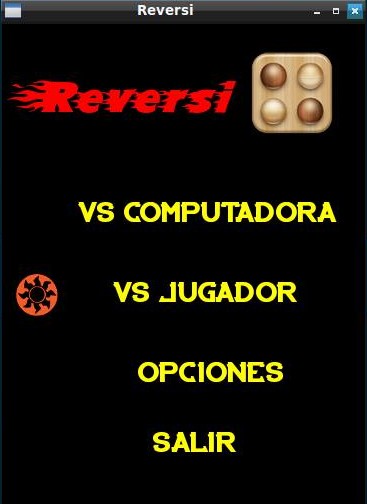 Reversi
Reversi
VS COMPUTADORA
VS JUGADOR
OPCIONES
SALIR